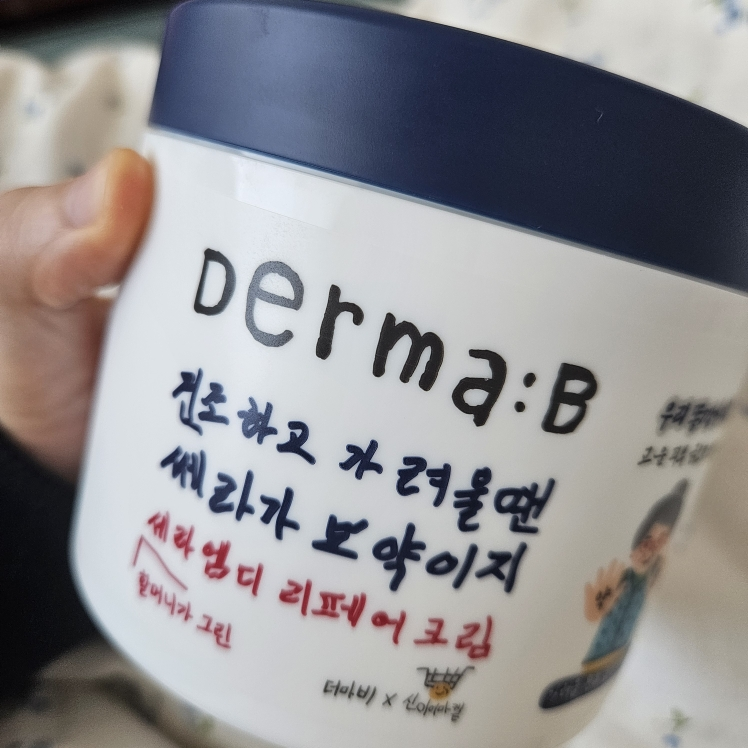 Derma:B
건조하고 가려울땐
쎄라가 보약이지
세라엠디 리페어 크림
할머니가 그린
더마비 x 신이어마켙